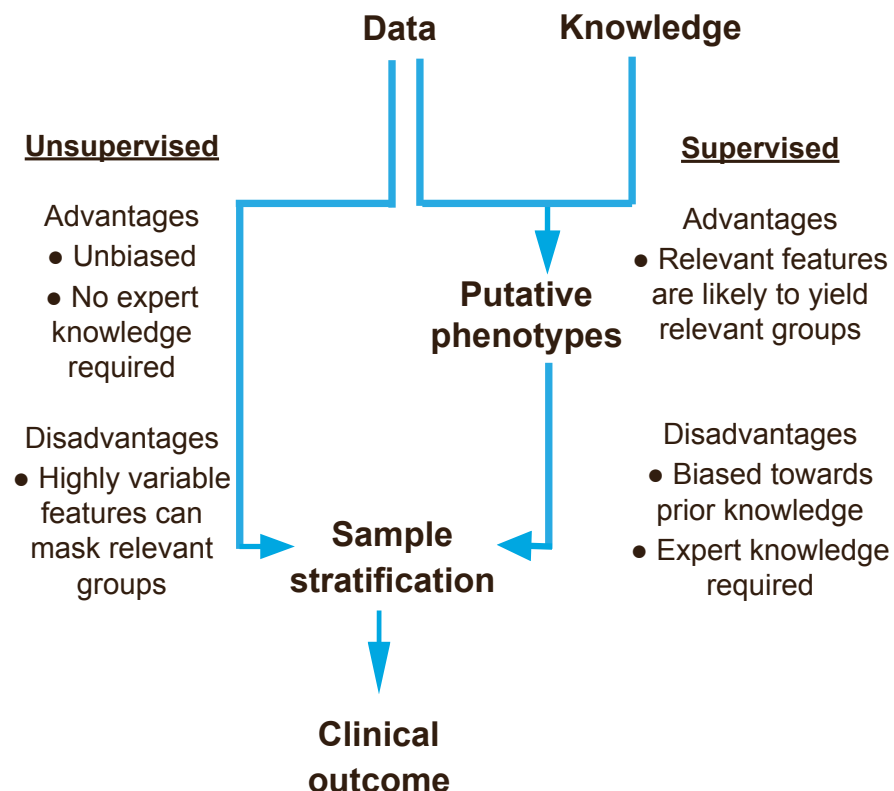 Data
Knowledge
Unsupervised
Advantages
● Unbiased
● No expert
knowledge
required
Disadvantages
● Highly variable
features can
mask relevant
groups
Supervised
Advantages
● Relevant features
are likely to yield
relevant groups
Disadvantages
● Biased towards
prior knowledge
● Expert knowledge
required
Putative
phenotypes
Sample
stratification
Clinical
outcome